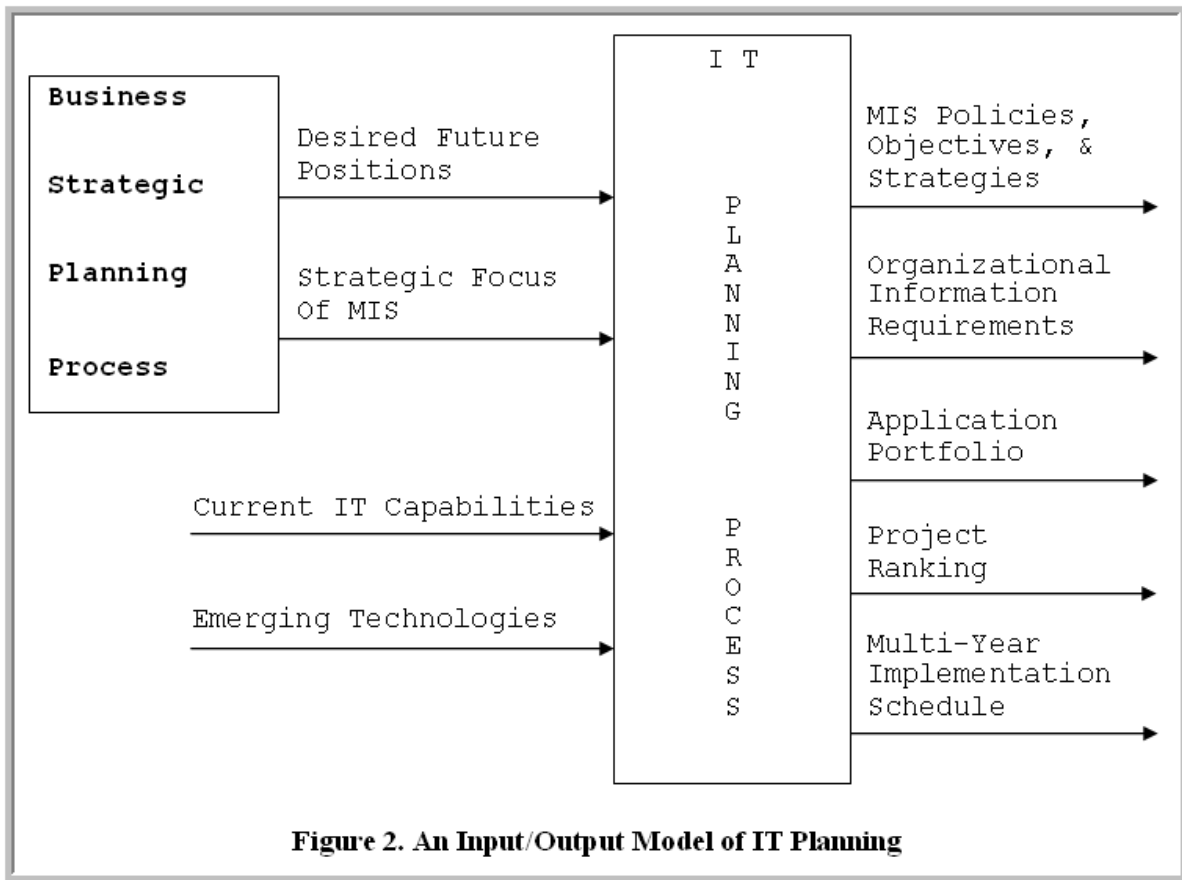 Business
Strategic
Planning
Process
Desired Future
Positions
Strategic Focus
Of MIS
Current IT Capabilities
Emerging Technologies
I T
PLANNING
PROCESS
MIS Policies,
Objectives, &
Strategies
Organizational
Information
Requirements
Application
Portfolio
Project
Ranking
Multi-Year
Implementation
Schedule
Figure 2. An Input/Output Model of IT Planning